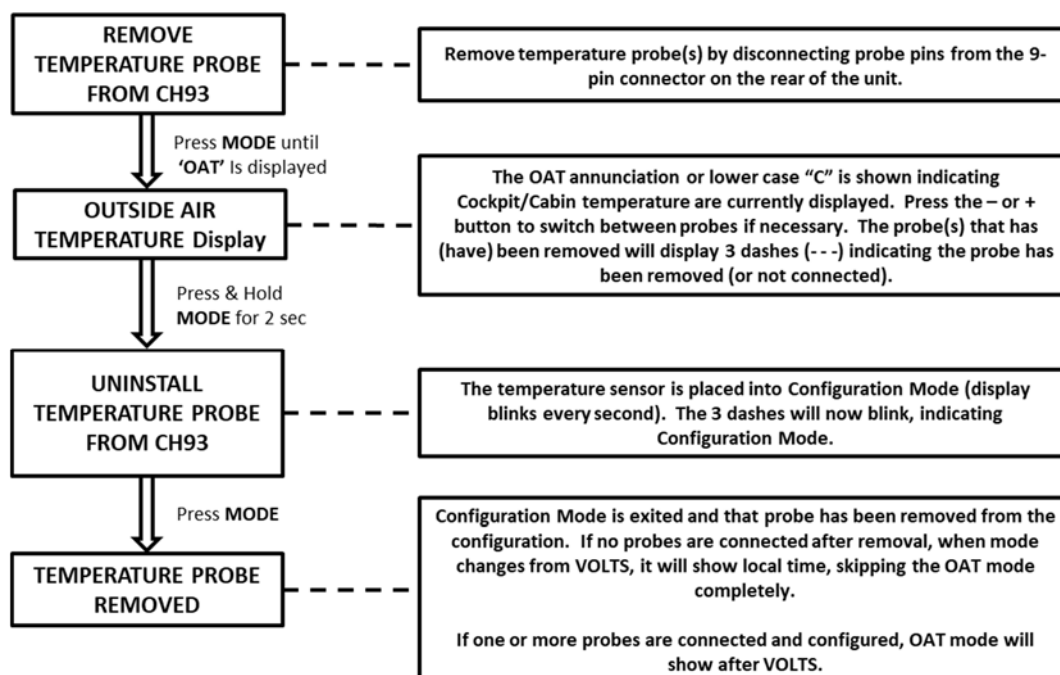 REMOVE
TEMPERATURE PROBE
FROM CH93
Remove temperature probe(s) by disconnecting probe pins from the 9-
pin connector on the rear of the unit.
Press MODE until
‘OAT’ Is displayed
OUTSIDE AIR
TEMPERATURE Display
The OAT annunciation or lower case “C” is shown indicating
Cockpit/Cabin temperature are currently displayed. Press the – or +
button to switch between probes if necessary. The probe(s) that has
(have) been removed will display 3 dashes (- - -) indicating the probe has
been removed (or not connected).
Press & Hold
MODE for 2 sec
UNINSTALL
TEMPERATURE PROBE
FROM CH93
The temperature sensor is placed into Configuration Mode (display
blinks every second). The 3 dashes will now blink, indicating
Configuration Mode.
Press MODE
TEMPERATURE PROBE
REMOVED
Configuration Mode is exited and that probe has been removed from the
configuration. If no probes are connected after removal, when mode
changes from VOLTS, it will show local time, skipping the OAT mode
completely.
If one or more probes are connected and configured, OAT mode will
show after VOLTS.